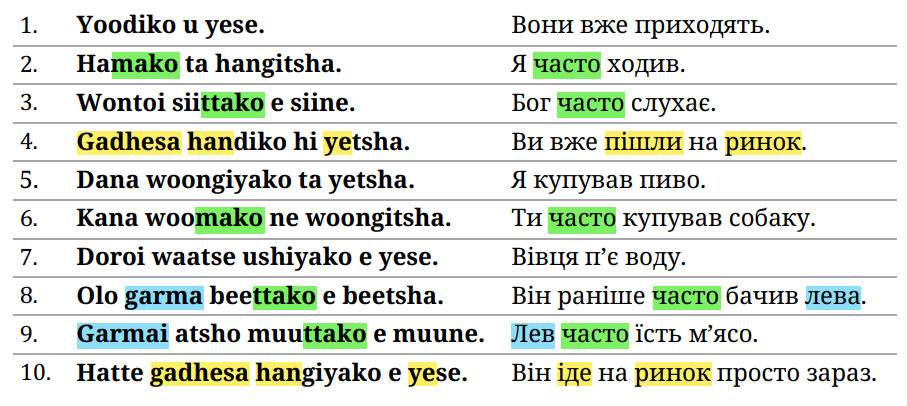 1. Yoodiko u yese. Вони вже приходять.
2. Hamako ta hangitsha. Я часто ходив.
3. Wontoi siittako e siine. Бог часто слухає.
4. Gadhesa handiko hi yetsha. Ви вже пішли на ринок.
5. Dana woongiyako ta yetsha. Я купував пиво.
6. Kana woomako ne woongitsha. Ти часто купував собаку.
7. Doroi waatse ushiyako e yese. Вівця п’є воду.
8. Olo garma beettako e beetsha. Він раніше часто бачив лева.
9. Garmai atsho muuttako e muune. Лев часто їсть м’ясо.
10. Hatte gadhesa hangiyako e yese. Він іде на ринок просто зараз.